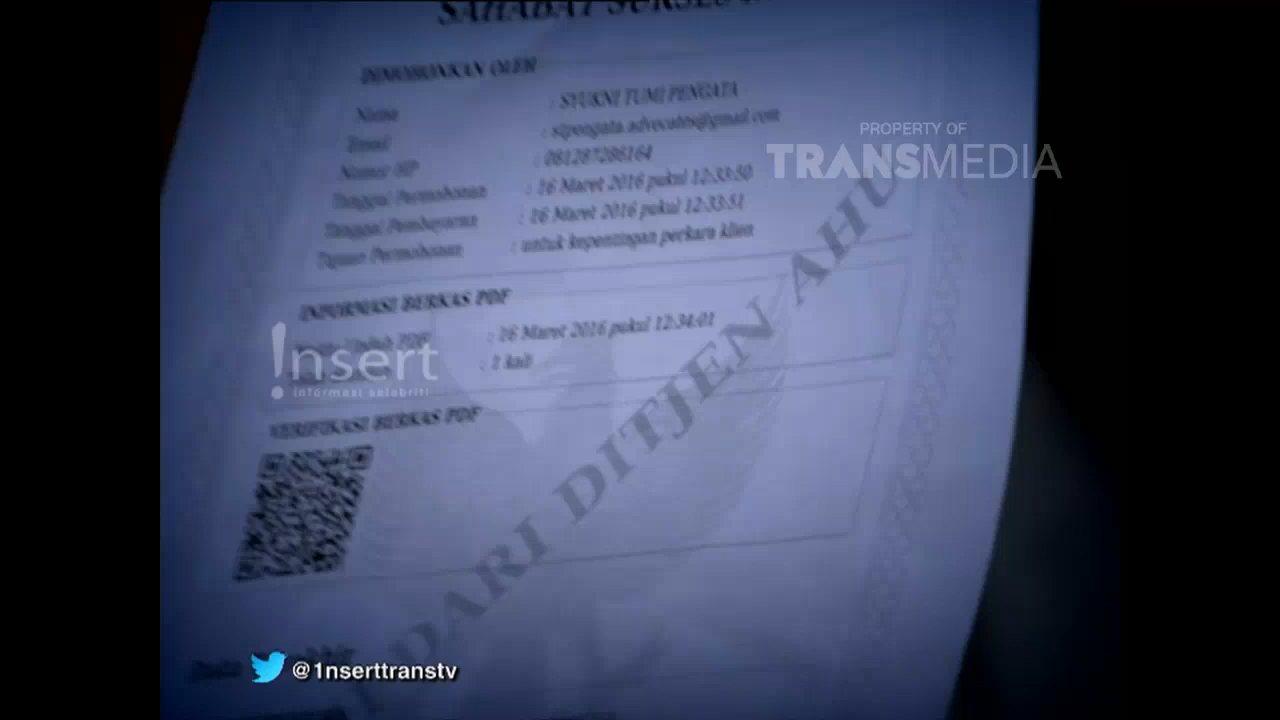 SAHABAT
DIMOHONKAN OLEH
Nama : SYUKNI TUMI PENGATA
Email : stpengata.advocates@gmail.com
Nomor HP : 081287286164
Tanggal Permohonan : 16 Maret 2016 pukul 12:33:50
Tanggal Pembayaran : 16 Maret 2016 pukul 12:33:51
Tujuan Permohonan : untuk kepentingan perkara klien
INFORMASI BERKAS PDF
: 16 Maret 2016 pukul 12:34:01
: 1 kali
VERIFIKASI BERKAS PDF
DARI DITJEN AHU
PROPERTY OF
TRANSMEDIA
!nsert
informasi selebriti
@1nserttranstv